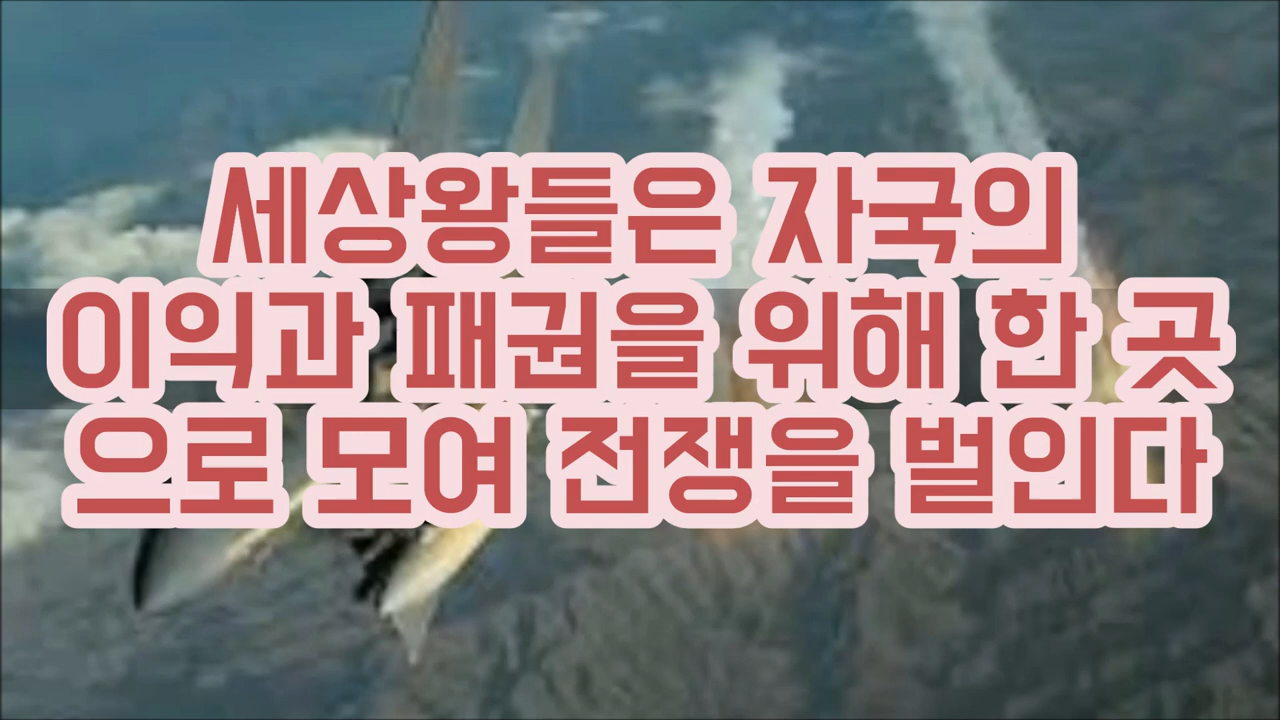 세상왕들은 자국의
이익과 패권을 위해 한 곳
으로 모여 전쟁을 벌인다